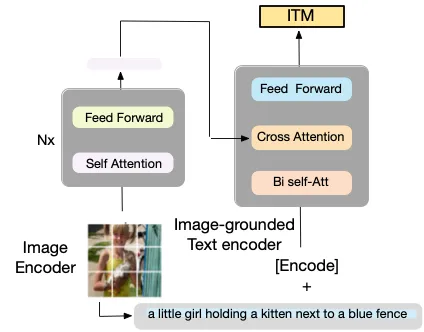 ITM
Feed Forward
Self Attention
Nx
Feed Forward
Cross Attention
Bi self-Att
Image
Encoder
Image-grounded
Text encoder
[Encode]
+
a little girl holding a kitten next to a blue fence